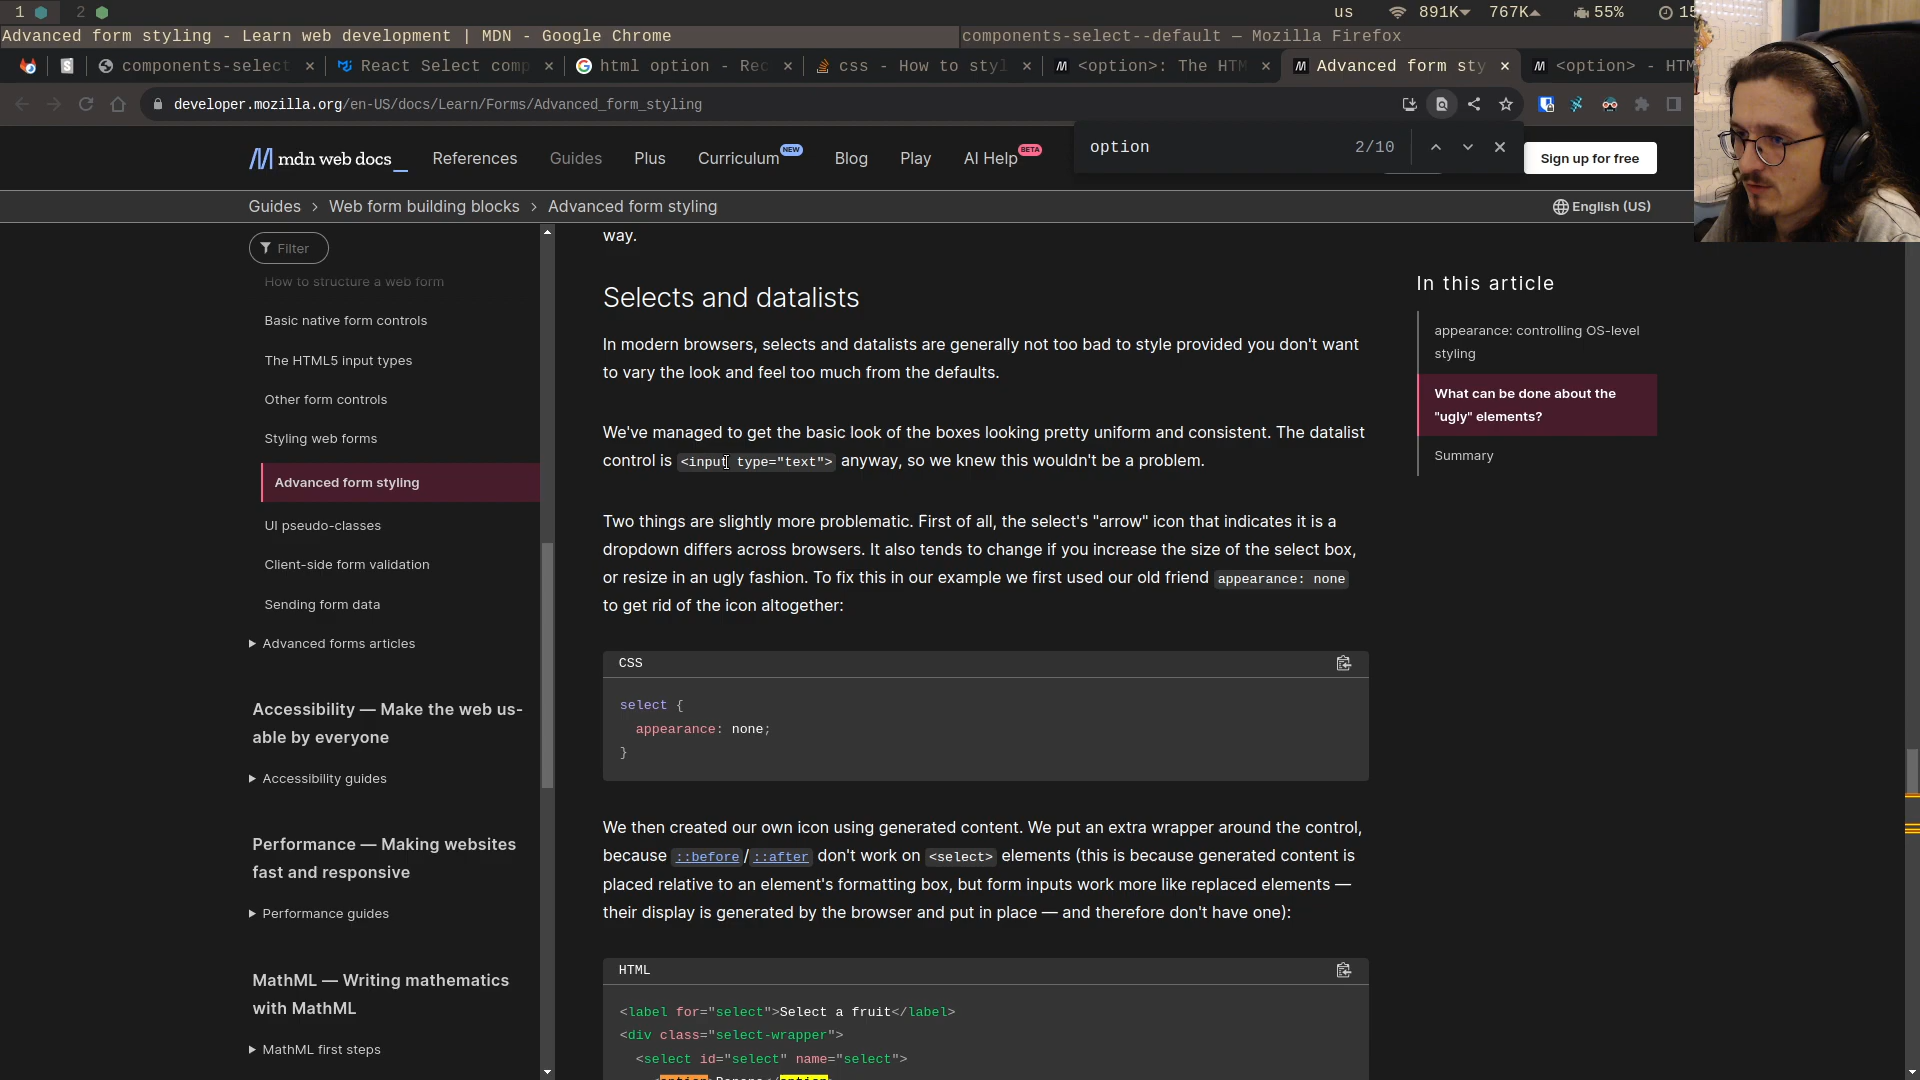 1 2 us 891K 767K 55%
Advanced form styling - Learn web development | MDN - Google Chrome components-select--default — Mozilla Firefox
components-select React Select comp html option - Rec css - How to styl <option>: The HTM Advanced form sty <option> - HTM
developer.mozilla.org/en-US/docs/Learn/Forms/Advanced_form_styling
option 2/10
mdn web docs_ References Guides Plus Curriculum NEW Blog Play AI Help BETA Sign up for free
Guides > Web form building blocks > Advanced form styling English (US)
Filter
How to structure a web form
Basic native form controls
The HTML5 input types
Other form controls
Styling web forms
Advanced form styling
UI pseudo-classes
Client-side form validation
Sending form data
Advanced forms articles
Accessibility — Make the web us-
able by everyone
Accessibility guides
Performance — Making websites
fast and responsive
Performance guides
MathML — Writing mathematics
with MathML
MathML first steps
way.
Selects and datalists
In modern browsers, selects and datalists are generally not too bad to style provided you don't want
to vary the look and feel too much from the defaults.
We've managed to get the basic look of the boxes looking pretty uniform and consistent. The datalist
control is <input type="text"> anyway, so we knew this wouldn't be a problem.
Two things are slightly more problematic. First of all, the select's "arrow" icon that indicates it is a
dropdown differs across browsers. It also tends to change if you increase the size of the select box,
or resize in an ugly fashion. To fix this in our example we first used our old friend appearance: none
to get rid of the icon altogether:
CSS
select {
appearance: none;
}
We then created our own icon using generated content. We put an extra wrapper around the control,
because ::before/::after don't work on <select> elements (this is because generated content is
placed relative to an element's formatting box, but form inputs work more like replaced elements —
their display is generated by the browser and put in place — and therefore don't have one):
HTML
<label for="select">Select a fruit</label>
<div class="select-wrapper">
<select id="select" name="select">
In this article
appearance: controlling OS-level
styling
What can be done about the
"ugly" elements?
Summary